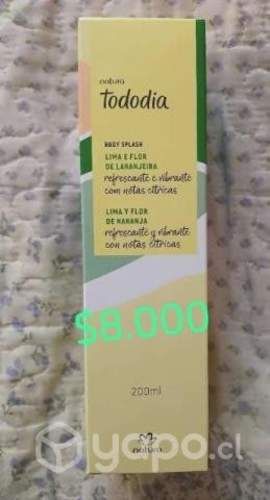 natura
Tododia
BODY SPLASH
LIMA E FLOR
DE LARANJEIRA
refrescante e vibrante
com notas cítricas
LIMA Y FLOR
DE NARANJA
refrescante y vibrante
con notas cítricas
$8.000
200ml
natura
yapo.cl